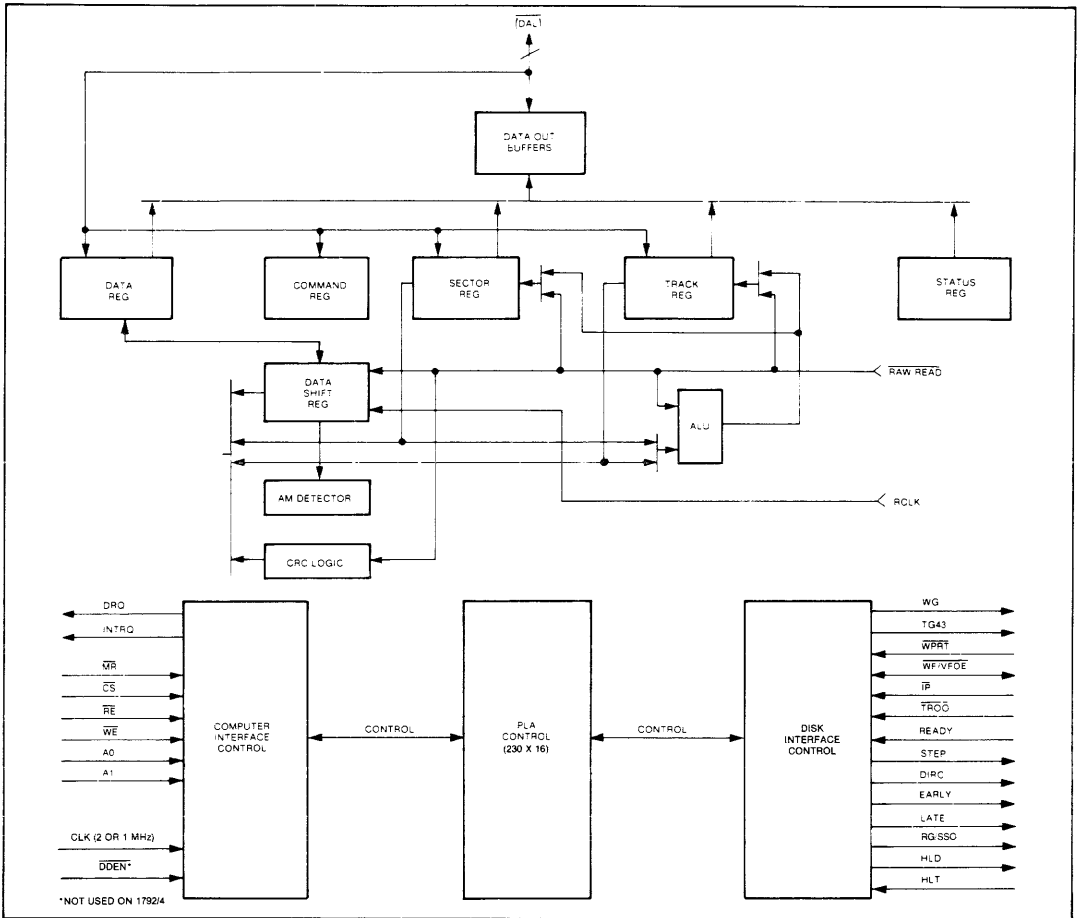 (DAL)
DATA OUT
BUFFERS
DATA
REG
COMMAND
REG
SECTOR
REG
TRACK
REG
STATUS
REG
DATA
SHIFT
REG
RAW READ
ALU
AM DETECTOR
RCLK
CRC LOGIC
DRQ
INTRQ
MR
CS
RE
WE
A0
A1
CLK (2 OR 1 MHz)
DDEN*
*NOT USED ON 1792/4
COMPUTER
INTERFACE
CONTROL
CONTROL
PLA
CONTROL
(230 X 16)
CONTROL
DISK
INTERFACE
CONTROL
WG
TG43
WPRT
WF/VFOE
IP
TROO
READY
STEP
DIRC
EARLY
LATE
RG/SSO
HLD
HLT